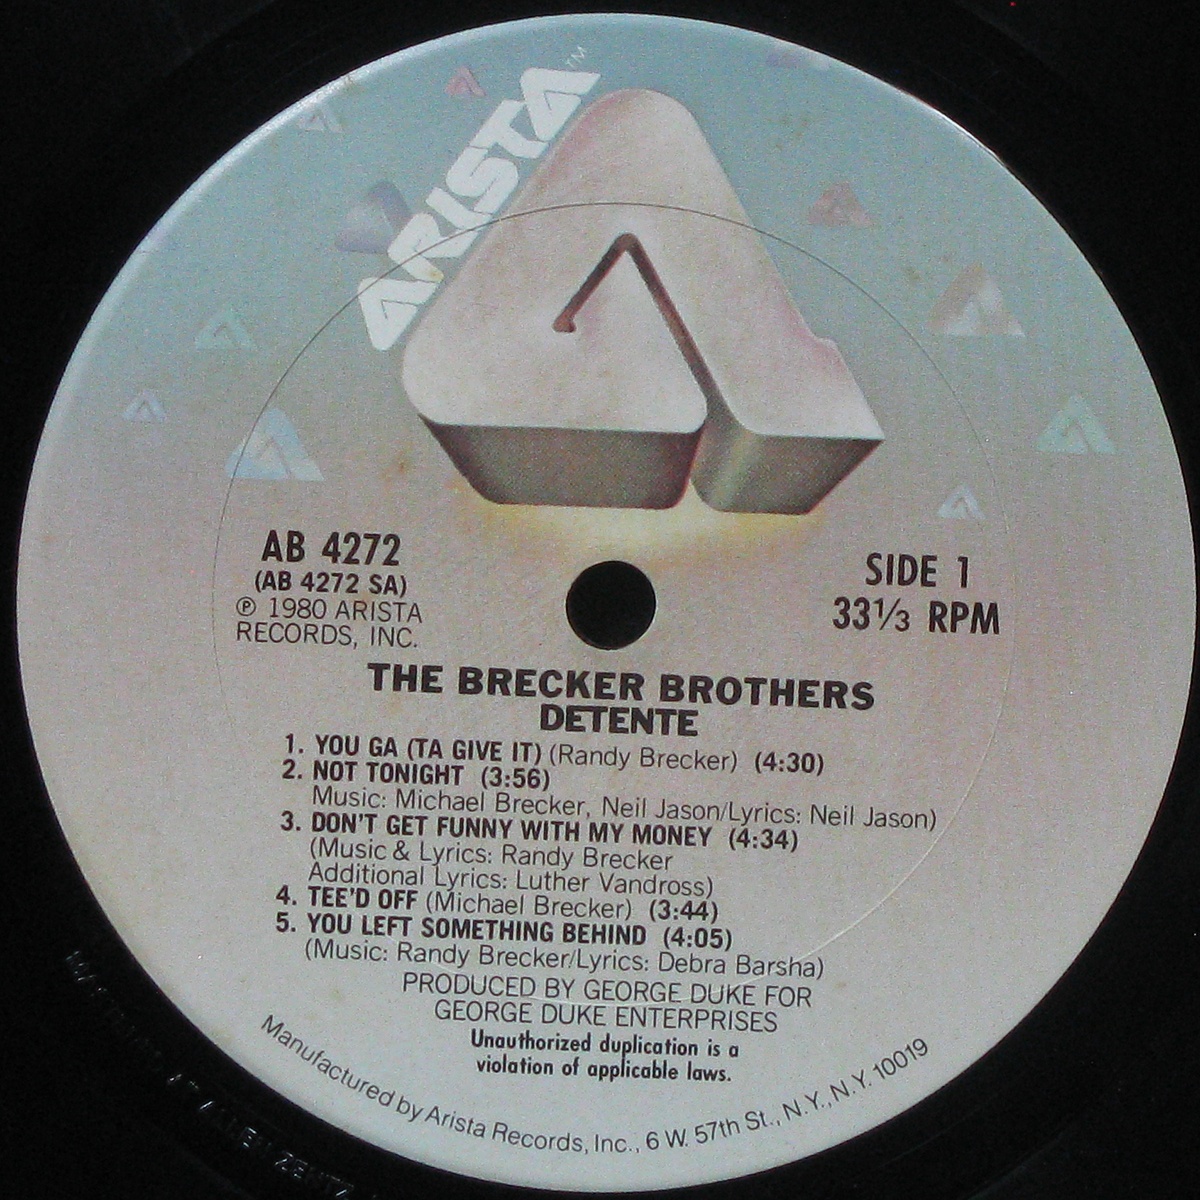 ARISTA™
AB 4272
(AB 4272 SA)
℗ 1980 ARISTA
RECORDS, INC.
SIDE 1
33⅓ RPM
THE BRECKER BROTHERS
DETENTE
1. YOU GA (TA GIVE IT) (Randy Brecker) (4:30)
2. NOT TONIGHT (3:56)
Music: Michael Brecker, Neil Jason/Lyrics: Neil Jason)
3. DON'T GET FUNNY WITH MY MONEY (4:34)
(Music & Lyrics: Randy Brecker
Additional Lyrics: Luther Vandross)
4. TEE'D OFF (Michael Brecker) (3:44)
5. YOU LEFT SOMETHING BEHIND (4:05)
(Music: Randy Brecker/Lyrics: Debra Barsha)
PRODUCED BY GEORGE DUKE FOR
GEORGE DUKE ENTERPRISES
Unauthorized duplication is a
violation of applicable laws.
Manufactured by Arista Records, Inc., 6 W. 57th St., N.Y., N.Y. 10019